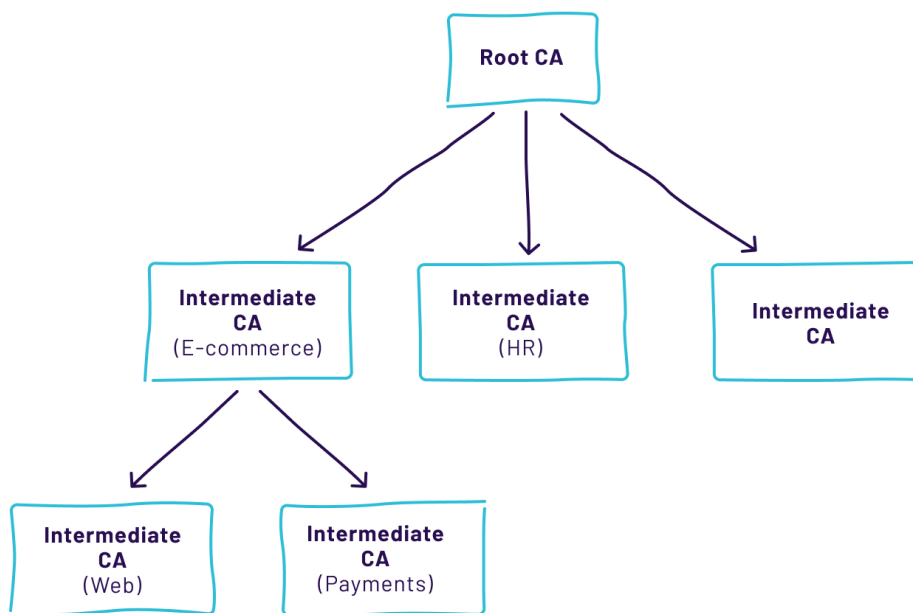 Root CA
Intermediate
CA
(E-commerce)
Intermediate
CA
(HR)
Intermediate
CA
Intermediate
CA
(Web)
Intermediate
CA
(Payments)